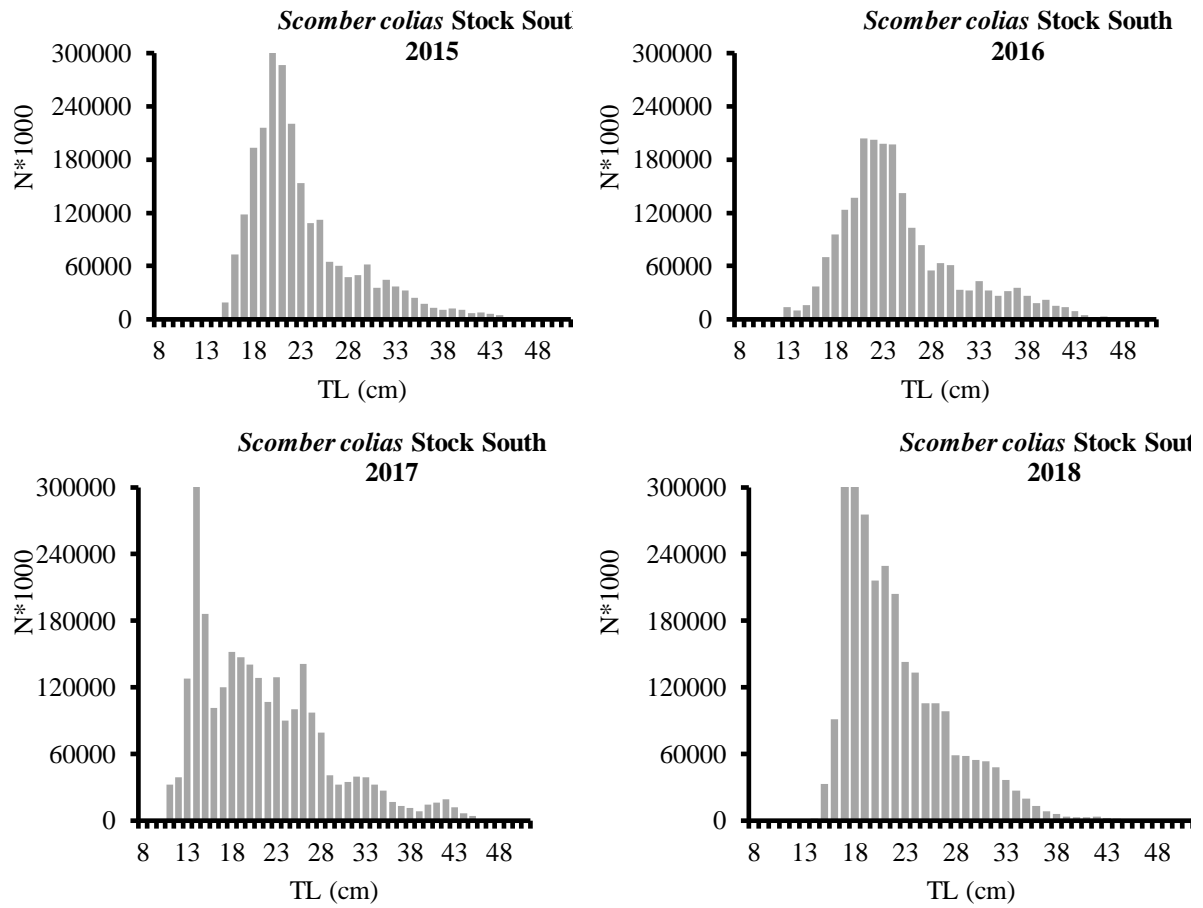 Scomber colias Stock Sout
2015
300000
240000
180000
120000
60000
0
N*1000
8 13 18 23 28 33 38 43 48
TL (cm)
Scomber colias Stock South
2016
300000
240000
180000
120000
60000
0
N*1000
8 13 18 23 28 33 38 43 48
TL (cm)
Scomber colias Stock South
2017
300000
240000
180000
120000
60000
0
N*1000
8 13 18 23 28 33 38 43 48
TL (cm)
Scomber colias Stock Sout
2018
300000
240000
180000
120000
60000
0
N*1000
8 13 18 23 28 33 38 43 48
TL (cm)